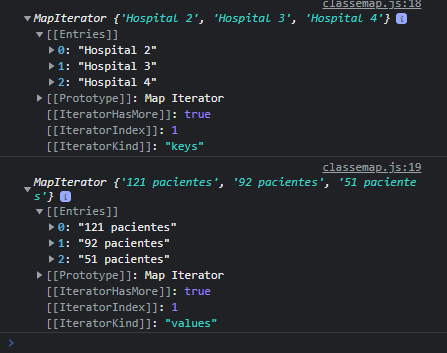 classemap.js:18
MapIterator {'Hospital 2', 'Hospital 3', 'Hospital 4'} i
[[Entries]]
0: "Hospital 2"
1: "Hospital 3"
2: "Hospital 4"
[[Prototype]]: Map Iterator
[[IteratorHasMore]]: true
[[IteratorIndex]]: 1
[[IteratorKind]]: "keys"
classemap.js:19
MapIterator {'121 pacientes', '92 pacientes', '51 paciente
s'} i
[[Entries]]
0: "121 pacientes"
1: "92 pacientes"
2: "51 pacientes"
[[Prototype]]: Map Iterator
[[IteratorHasMore]]: true
[[IteratorIndex]]: 1
[[IteratorKind]]: "values"